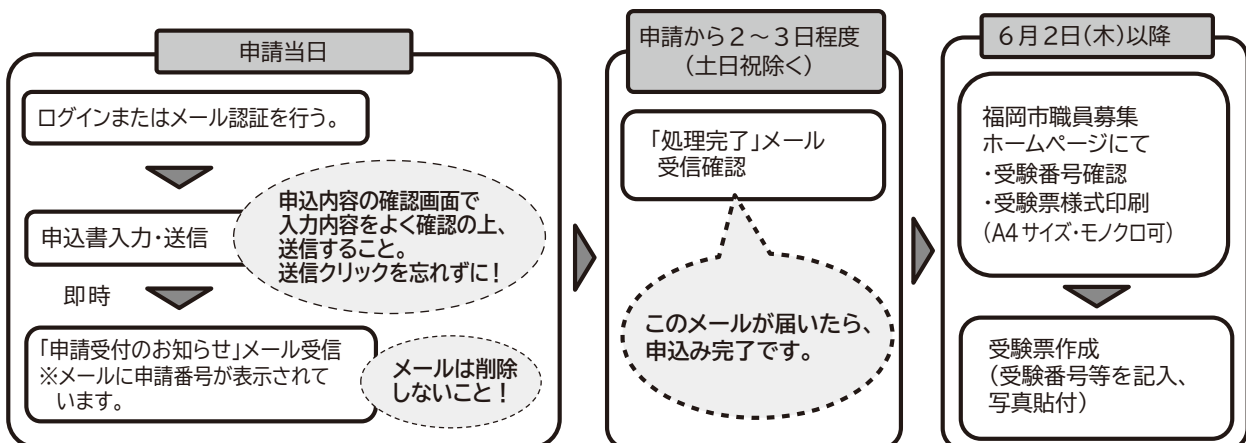 申請当日
ログインまたはメール認証を行う。
申込書入力・送信
申込内容の確認画面で
入力内容をよく確認の上、
送信すること。
送信クリックを忘れずに！
即時
「申請受付のお知らせ」メール受信
※メールに申請番号が表示されて
います。
メールは削除
しないこと！
申請から２～３日程度
（土日祝除く）
「処理完了」メール
受信確認
このメールが届いたら、
申込み完了です。
６月２日（木）以降
福岡市職員募集
ホームページにて
・受験番号確認
・受験票様式印刷
（A4サイズ・モノクロ可）
受験票作成
（受験番号等を記入、
写真貼付）